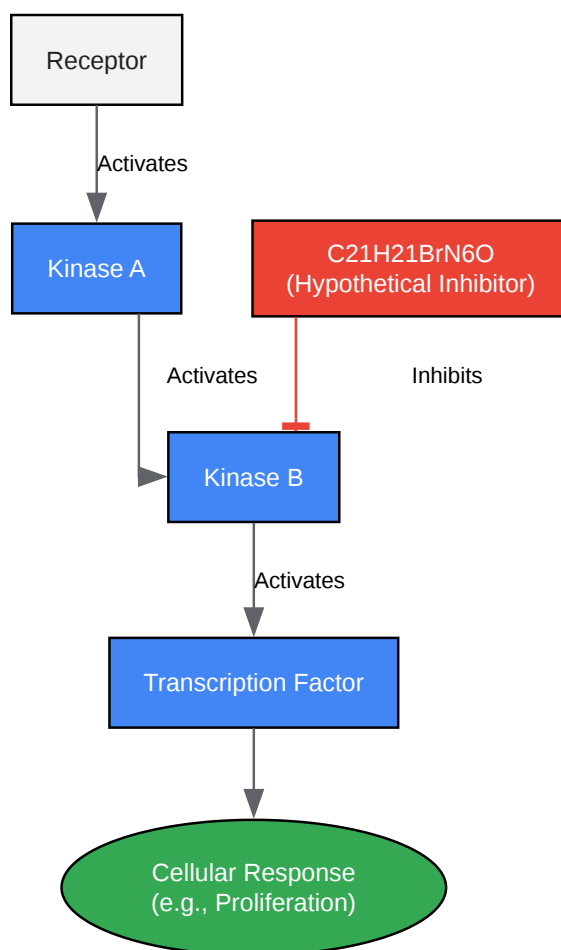 Receptor
Activates
Kinase A
C21H21BrN6O
(Hypothetical Inhibitor)
Activates
Inhibits
Kinase B
Activates
Transcription Factor
Cellular Response
(e.g., Proliferation)